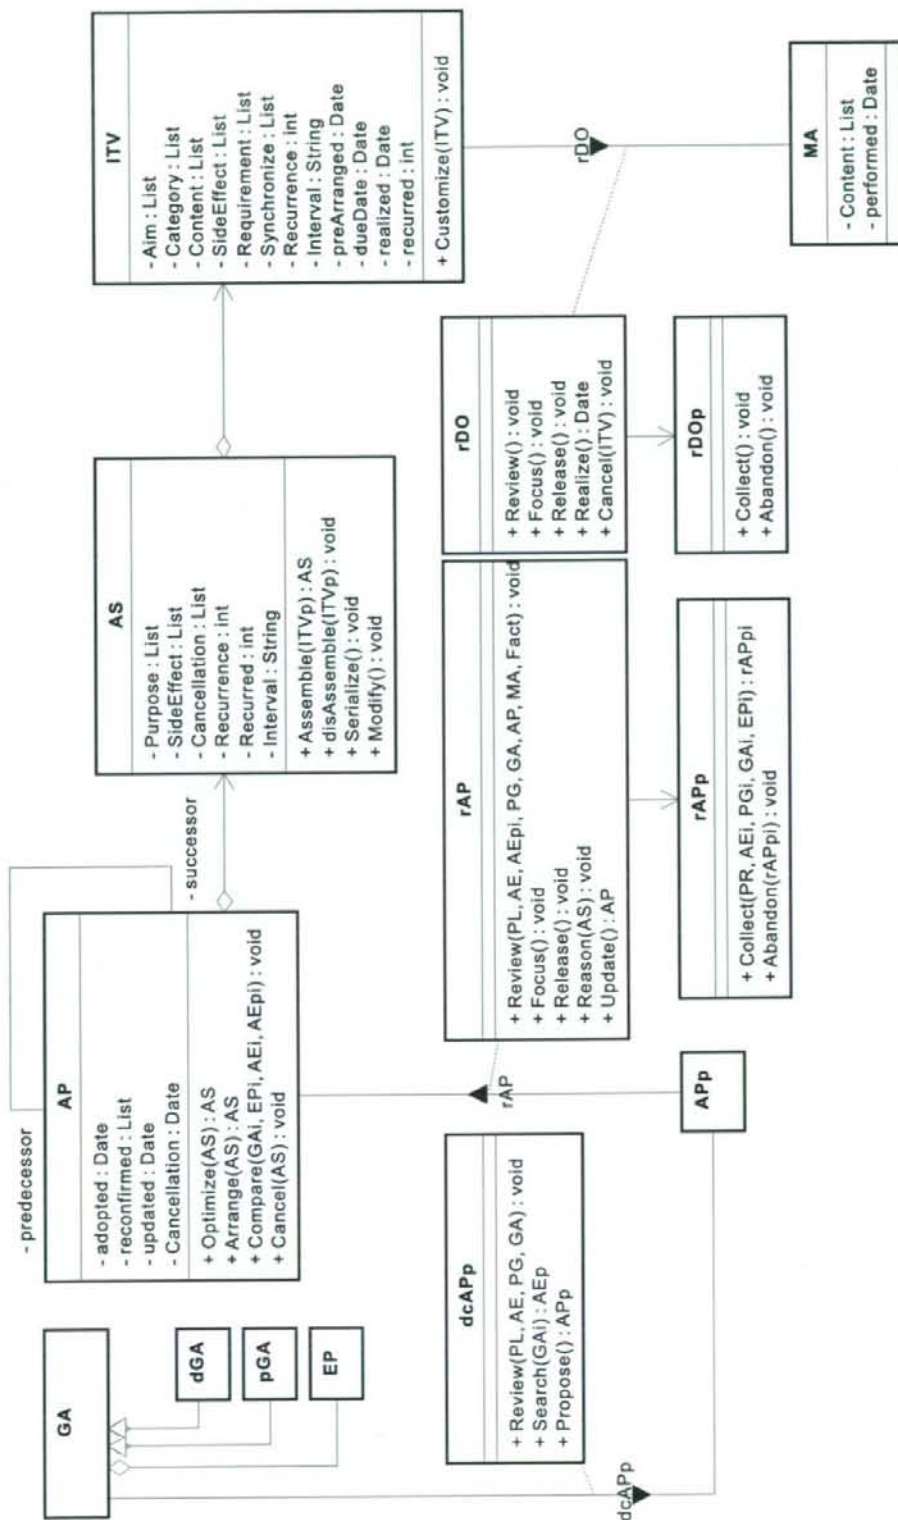 GA
dGA
pGA
EP
- predecessor
- successor
AP
- adopted : Date
- reconfirmed : List
- updated : Date
- Cancellation : Date
+ Optimize(AS) : AS
+ Arrange(AS) : AS
+ Compare(GAi, EPi, AEi, AEpi) : void
+ Cancel(AS) : void
AS
- Purpose : List
- SideEffect : List
- Cancellation : List
- Recurrence : int
- Recurred : int
- Interval : String
+ Assemble(ITVp) : AS
+ disAssemble(ITVp) : void
+ Serialize() : void
+ Modify() : void
ITV
- Aim : List
- Category : List
- Content : List
- SideEffect : List
- Requirement : List
- Synchronize : List
- Recurrence : int
- Interval : String
- preArranged : Date
- dueDate : Date
- realized : Date
- recurred : int
+ Customize(ITV) : void
dcAPp
+ Review(PL, AE, PG, GA) : void
+ Search(GAi) : AEp
+ Propose() : APp
dcAPp
rAP
APp
rAP
+ Review(PL, AE, AEpi, PG, GA, AP, MA, Fact) : void
+ Focus() : void
+ Release() : void
+ Reason(AS) : void
+ Update() : AP
rAPp
+ Collect(PR, AEi, PGi, GAi, EPi) : rAPpi
+ Abandon(rAPpi) : void
rDO
+ Review() : void
+ Focus() : void
+ Release() : void
+ Realize() : Date
+ Cancel(ITV) : void
rDOp
+ Collect() : void
+ Abandon() : void
rDO
MA
- Content : List
- performed : Date